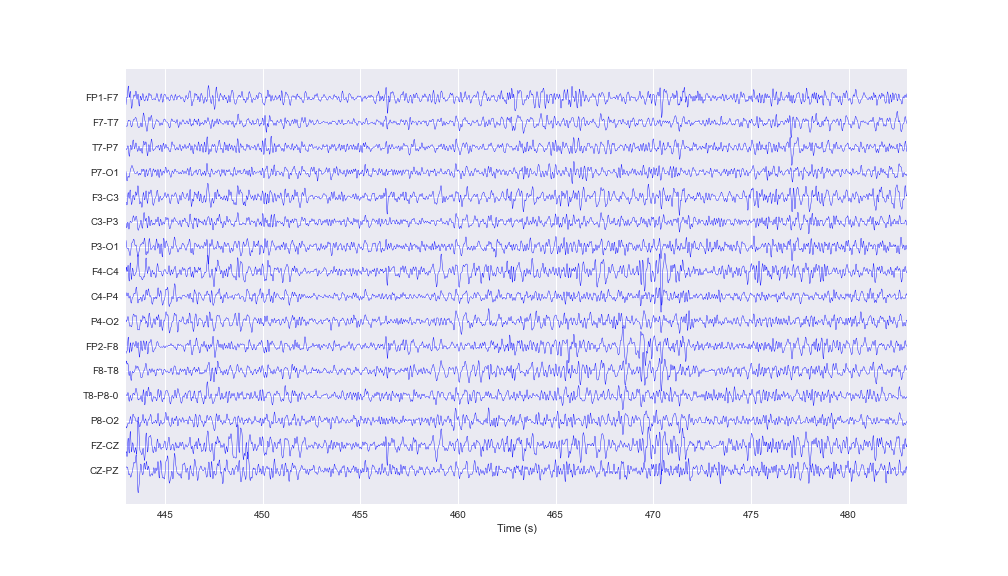 FP1-F7
F7-T7
T7-P7
P7-O1
F3-C3
C3-P3
P3-O1
F4-C4
C4-P4
P4-O2
FP2-F8
F8-T8
T8-P8-0
P8-O2
FZ-CZ
CZ-PZ
445 450 455 460 465 470 475 480
Time (s)